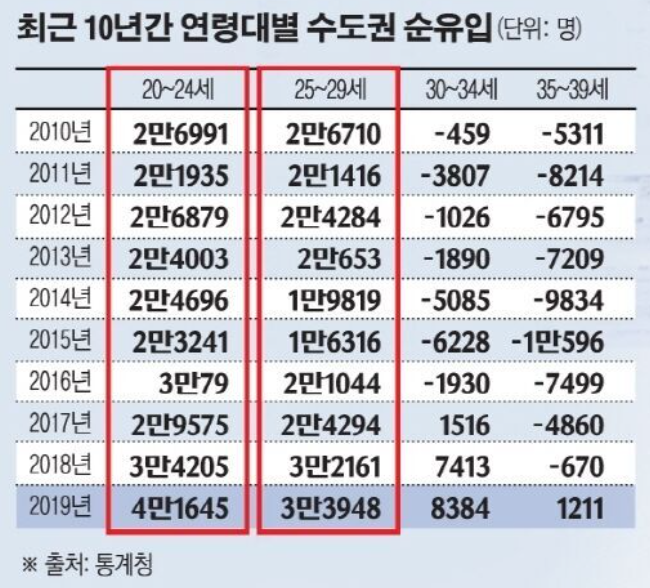 최근 10년간 연령대별 수도권 순유입 (단위: 명)
20~24세 25~29세 30~34세 35~39세
2010년 2만6991 2만6710 -459 -5311
2011년 2만1935 2만1416 -3807 -8214
2012년 2만6879 2만4284 -1026 -6795
2013년 2만4003 2만653 -1890 -7209
2014년 2만4696 1만9819 -5085 -9834
2015년 2만3241 1만6316 -6228 -1만596
2016년 3만79 2만1044 -1930 -7499
2017년 2만9575 2만4294 1516 -4860
2018년 3만4205 3만2161 7413 -670
2019년 4만1645 3만3948 8384 1211
※ 출처: 통계청